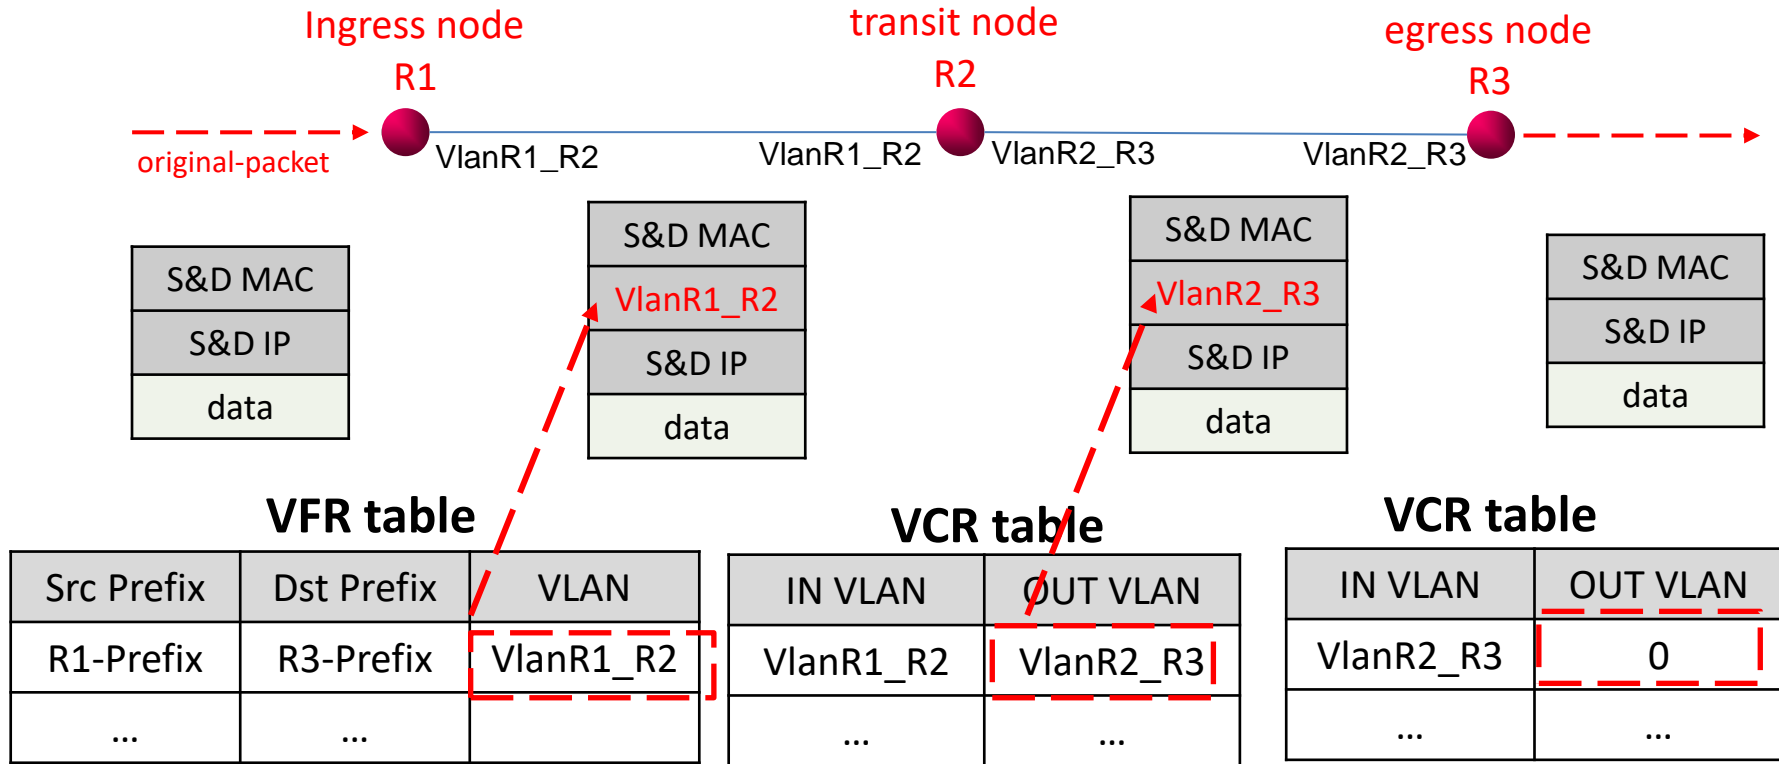 Ingress node
R1
transit node
R2
egress node
R3
original-packet
VlanR1_R2
VlanR1_R2
VlanR2_R3
VlanR2_R3
S&D MAC
S&D IP
data
S&D MAC
VlanR1_R2
S&D IP
data
S&D MAC
VlanR2_R3
S&D IP
data
S&D MAC
S&D IP
data
VFR table
Src Prefix Dst Prefix VLAN
R1-Prefix R3-Prefix VlanR1_R2
... ...
VCR table
IN VLAN OUT VLAN
VlanR1_R2 VlanR2_R3
... ...
VCR table
IN VLAN OUT VLAN
VlanR2_R3 0
... ...